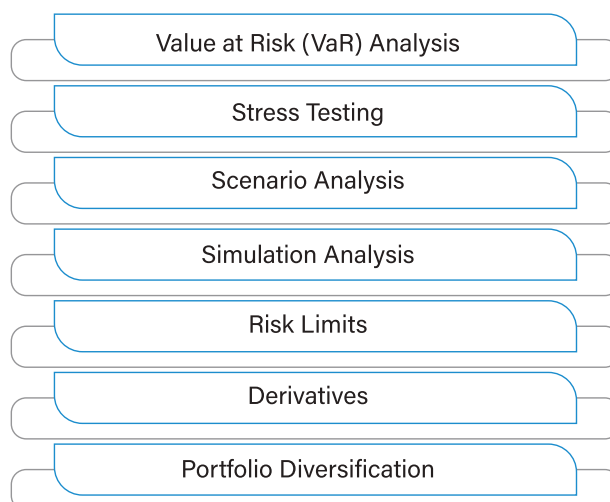 Value at Risk (VaR) Analysis
Stress Testing
Scenario Analysis
Simulation Analysis
Risk Limits
Derivatives
Portfolio Diversification